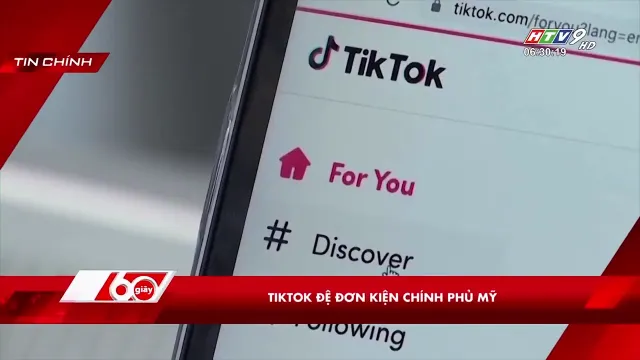 tiktok.com/foryou?lang=en
HTV9 HD
06:30:19
TIN CHÍNH
TikTok
For You
# Discover
60 giây
TIKTOK ĐỆ ĐƠN KIỆN CHÍNH PHỦ MỸ
Following